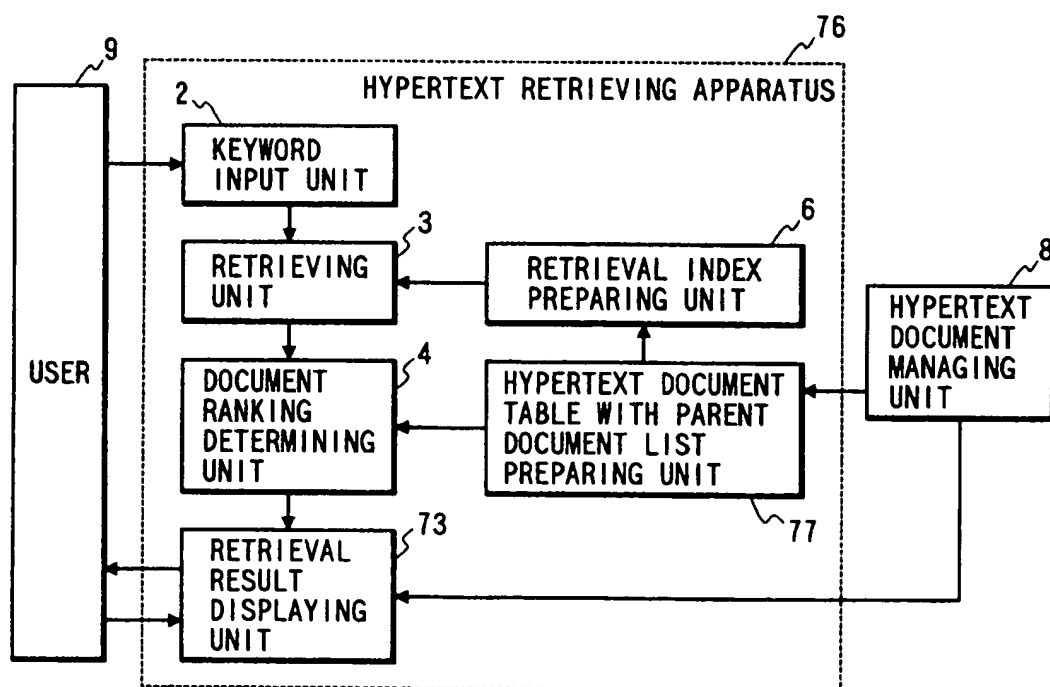 76
9
HYPERTEXT RETRIEVING APPARATUS
2
KEYWORD
INPUT UNIT
3
RETRIEVING
UNIT
6
RETRIEVAL INDEX
PREPARING UNIT
8
HYPERTEXT
DOCUMENT
MANAGING
UNIT
USER
4
DOCUMENT
RANKING
DETERMINING
UNIT
HYPERTEXT DOCUMENT
TABLE WITH PARENT
DOCUMENT LIST
PREPARING UNIT
77
73
RETRIEVAL
RESULT
DISPLAYING
UNIT